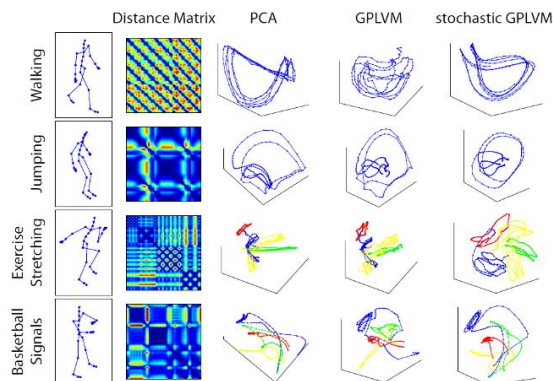 Distance Matrix PCA GPLVM stochastic GPLVM
Walking
Jumping
Exercise
Stretching
Basketball
Signals